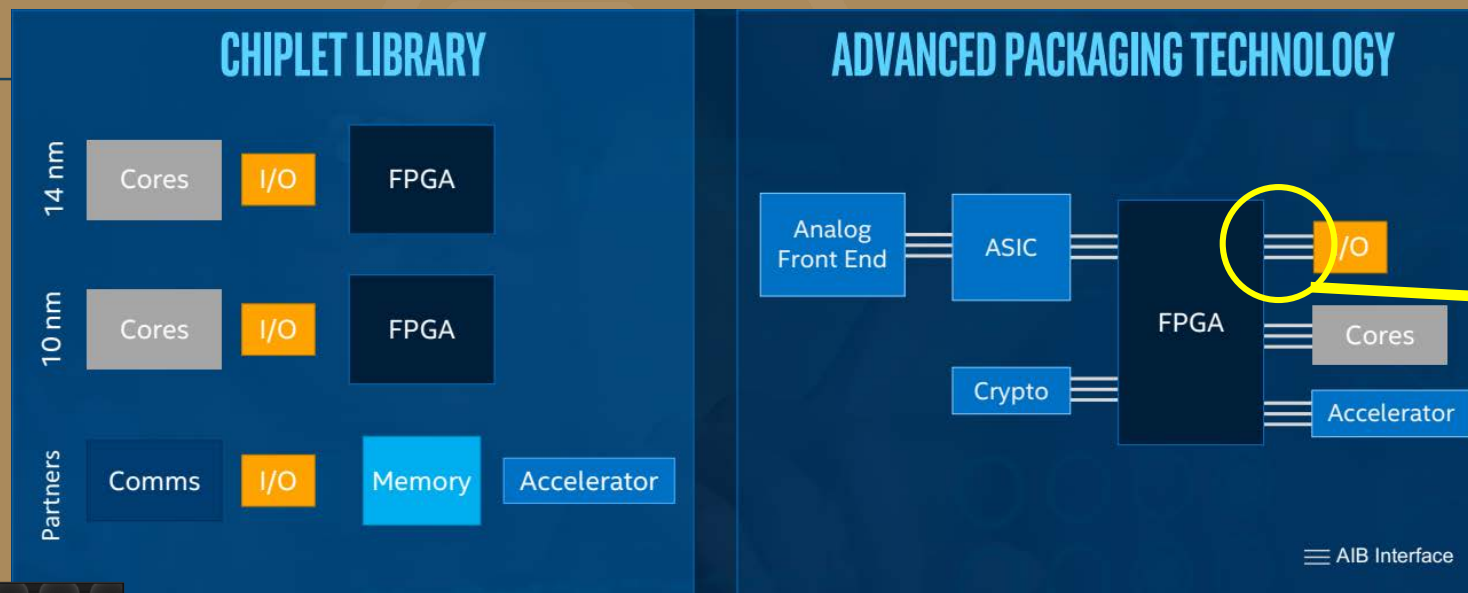 CHIPLET LIBRARY
14 nm
Cores
I/O
FPGA
10 nm
Cores
I/O
FPGA
Partners
Comms
I/O
Memory
Accelerator
ADVANCED PACKAGING TECHNOLOGY
Analog
Front End
ASIC
FPGA
I/O
Cores
Crypto
Accelerator
AIB Interface